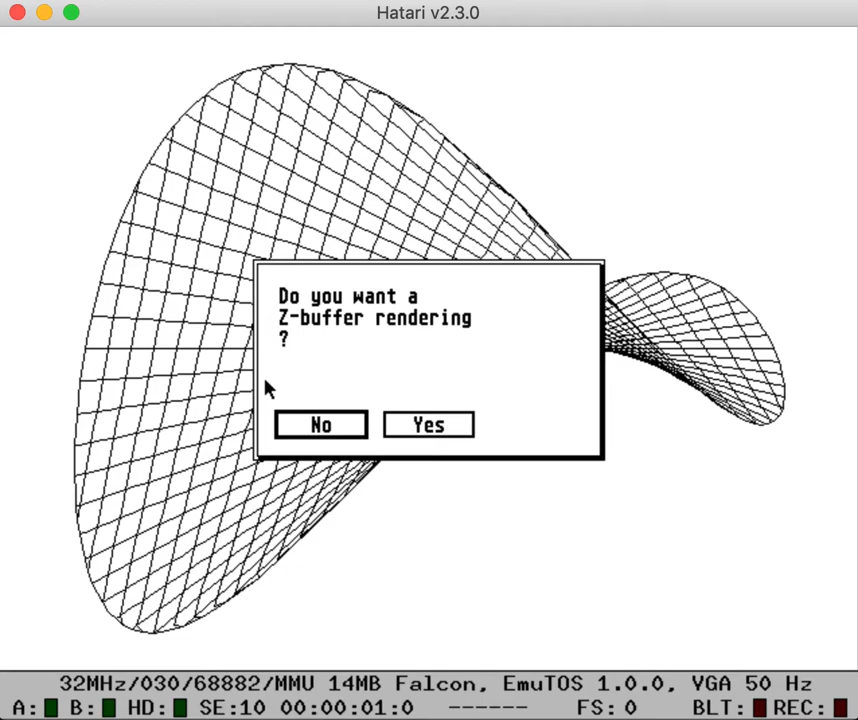 Hatari v2.3.0
Do you want a
Z-buffer rendering
?
No Yes
32MHz/030/68882/MMU 14MB Falcon, EmuTOS 1.0.0, VGA 50 Hz
A: B: HD: SE:10 00:00:01:0 ------ FS: 0 BLT: REC: